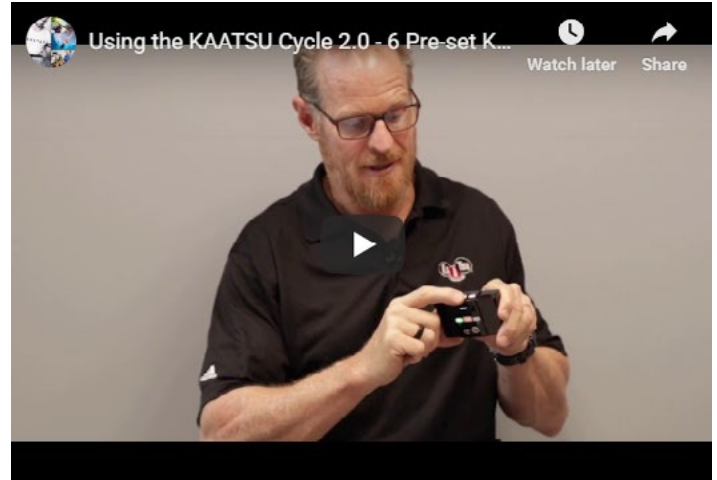 Using the KAATSU Cycle 2.0 - 6 Pre-set K...
Watch later
Share